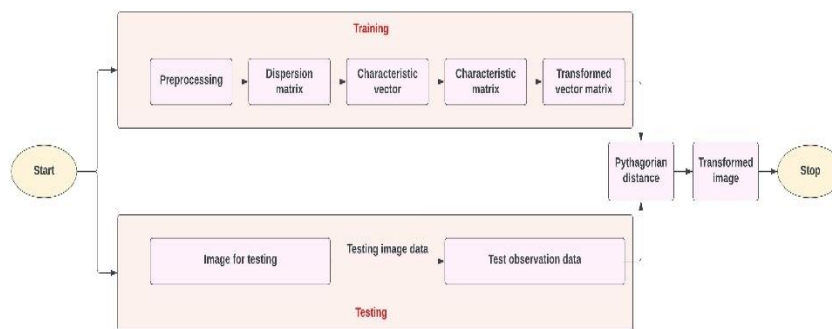 Training
Preprocessing
Dispersion
matrix
Characteristic
vector
Characteristic
matrix
Transformed
vector matrix
Start
Pythagorian
distance
Transformed
image
Stop
Image for testing
Testing image data
Test observation data
Testing